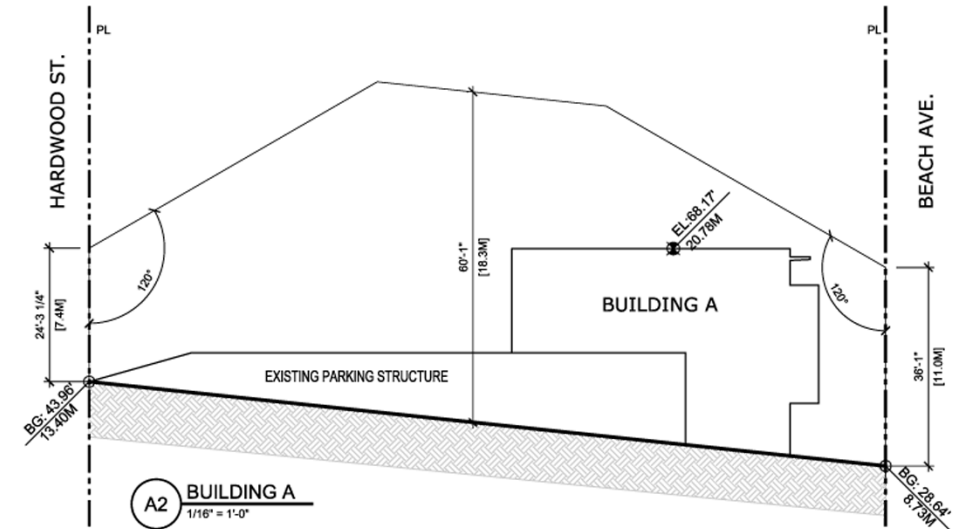 PL
PL
HARDWOOD ST.
BEACH AVE.
EL:68.17'
20.78M
60'-1"
[18.3M]
120°
120°
24'-3 1/4"
[7.4M]
BUILDING A
36'-1"
[11.0M]
EXISTING PARKING STRUCTURE
BG: 43.96'
13.40M
BG: 28.64'
8.73M
A2
BUILDING A
1/16" = 1'-0"